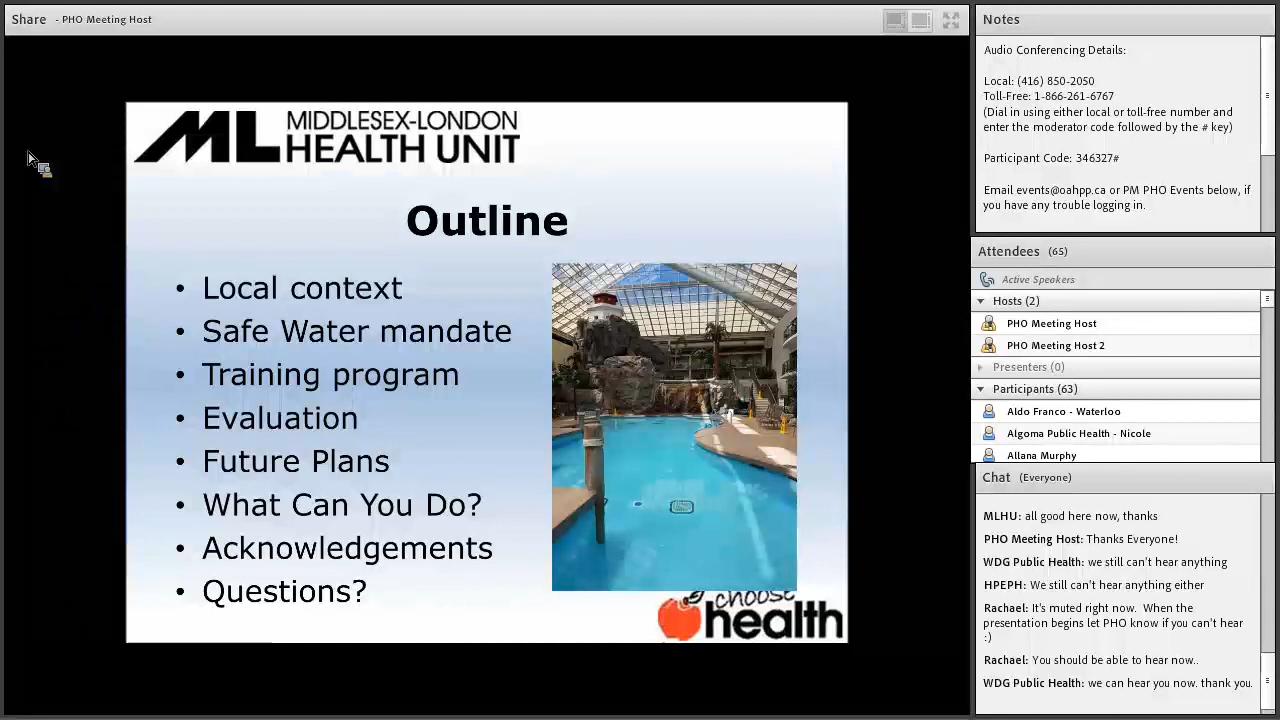 Share - PHO Meeting Host
ML MIDDLESEX-LONDON
HEALTH UNIT
Outline
• Local context
• Safe Water mandate
• Training program
• Evaluation
• Future Plans
• What Can You Do?
• Acknowledgements
• Questions?
choose
health
Notes
Audio Conferencing Details:
Local: (416) 850-2050
Toll-Free: 1-866-261-6767
(Dial in using either local or toll-free number and
enter the moderator code followed by the # key)
Participant Code: 346327#
Email events@oahpp.ca or PM PHO Events below, if
you have any trouble logging in.
Attendees (65)
Active Speakers
Hosts (2)
PHO Meeting Host
PHO Meeting Host 2
Presenters (0)
Participants (63)
Aldo Franco - Waterloo
Algoma Public Health - Nicole
Allana Murphy
Chat (Everyone)
MLHU: all good here now, thanks
PHO Meeting Host: Thanks Everyone!
WDG Public Health: we still can't hear anything
HPEPH: We still can't hear anything either
Rachael: It's muted right now. When the
presentation begins let PHO know if you can't hear
:)
Rachael: You should be able to hear now..
WDG Public Health: we can hear you now. thank you.